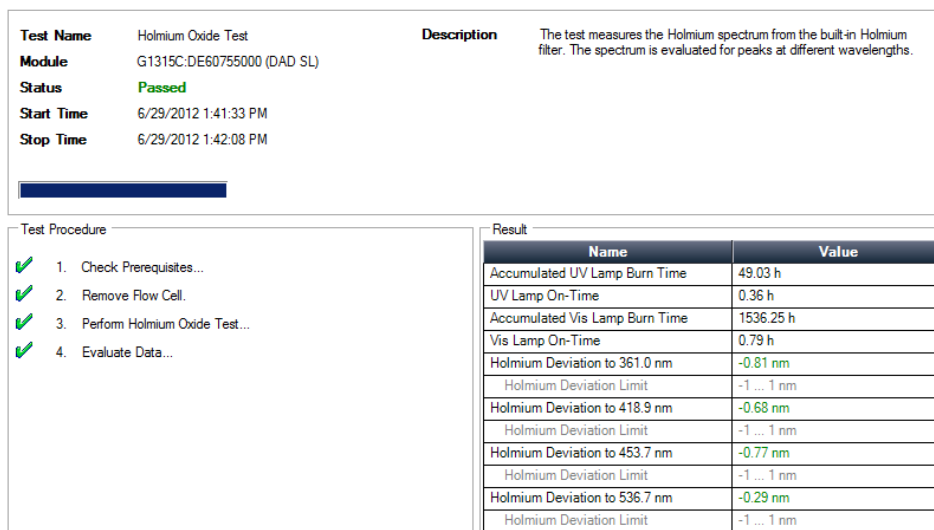 Test Name Holmium Oxide Test
Module G1315C:DE60755000 (DAD SL)
Status Passed
Start Time 6/29/2012 1:41:33 PM
Stop Time 6/29/2012 1:42:08 PM
Description The test measures the Holmium spectrum from the built-in Holmium
filter. The spectrum is evaluated for peaks at different wavelengths.
Test Procedure
1. Check Prerequisites...
2. Remove Flow Cell.
3. Perform Holmium Oxide Test...
4. Evaluate Data...
Result
Name Value
Accumulated UV Lamp Burn Time 49.03 h
UV Lamp On-Time 0.36 h
Accumulated Vis Lamp Burn Time 1536.25 h
Vis Lamp On-Time 0.79 h
Holmium Deviation to 361.0 nm -0.81 nm
Holmium Deviation Limit -1 ... 1 nm
Holmium Deviation to 418.9 nm -0.68 nm
Holmium Deviation Limit -1 ... 1 nm
Holmium Deviation to 453.7 nm -0.77 nm
Holmium Deviation Limit -1 ... 1 nm
Holmium Deviation to 536.7 nm -0.29 nm
Holmium Deviation Limit -1 ... 1 nm